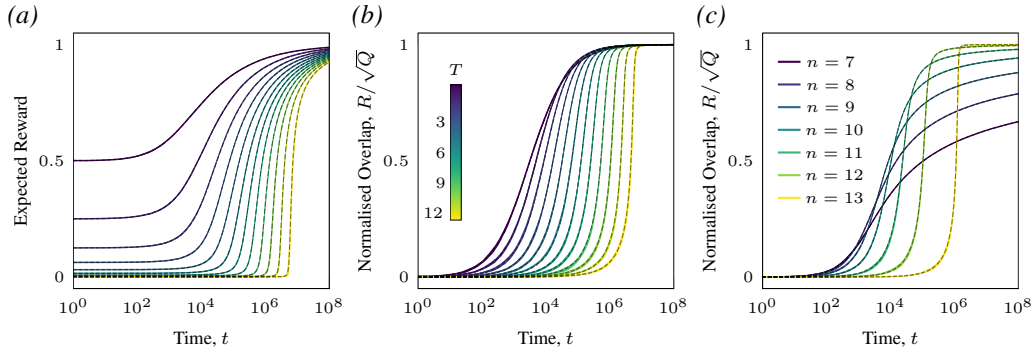 (a)
Expected Reward
1
0.5
0
10^0 10^2 10^4 10^6 10^8
Time, t
(b)
Normalised Overlap, R/√Q
1
0.5
0
T
3
6
9
12
10^0 10^2 10^4 10^6 10^8
Time, t
(c)
Normalised Overlap, R/√Q
1
0.5
0
n = 7
n = 8
n = 9
n = 10
n = 11
n = 12
n = 13
10^0 10^2 10^4 10^6 10^8
Time, t